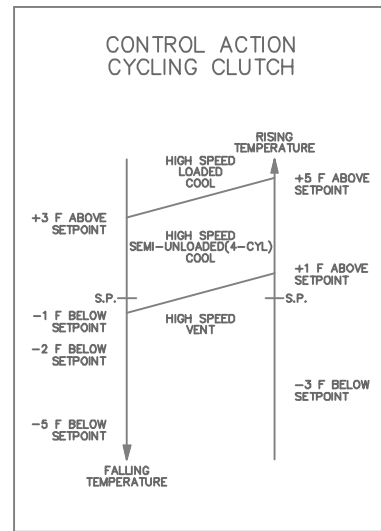 CONTROL ACTION
CYCLING CLUTCH
RISING
TEMPERATURE
HIGH SPEED
LOADED
COOL
+5 F ABOVE
SETPOINT
+3 F ABOVE
SETPOINT
HIGH SPEED
SEMI-UNLOADED(4-CYL)
COOL
+1 F ABOVE
SETPOINT
S.P.
S.P.
-1 F BELOW
SETPOINT
HIGH SPEED
VENT
-2 F BELOW
SETPOINT
-3 F BELOW
SETPOINT
-5 F BELOW
SETPOINT
FALLING
TEMPERATURE